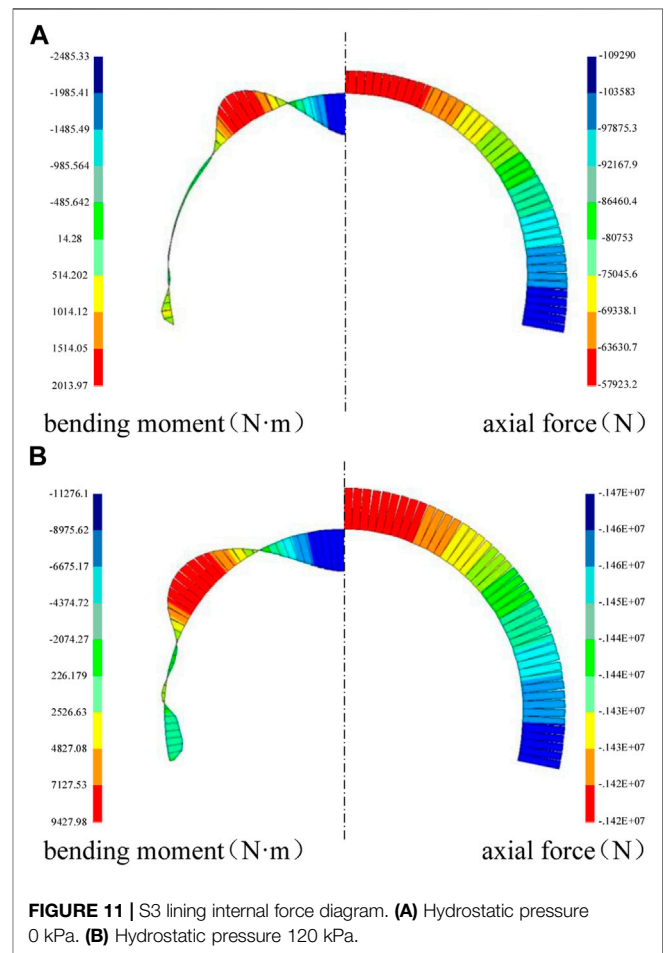 A
-2485.33
-1985.41
-1485.49
-985.564
-485.642
14.28
514.202
1014.12
1514.05
2013.97
-109290
-103583
-97875.3
-92167.9
-86460.4
-80753
-75045.6
-69338.1
-63630.7
-57923.2
bending moment（N·m）
axial force（N）
B
-11276.1
-8975.62
-6675.17
-4374.72
-2074.27
226.179
2526.63
4827.08
7127.53
9427.98
-.147E+07
-.146E+07
-.146E+07
-.145E+07
-.144E+07
-.144E+07
-.143E+07
-.143E+07
-.142E+07
-.142E+07
bending moment（N·m）
axial force（N）
FIGURE 11 | S3 lining internal force diagram. (A) Hydrostatic pressure
0 kPa. (B) Hydrostatic pressure 120 kPa.